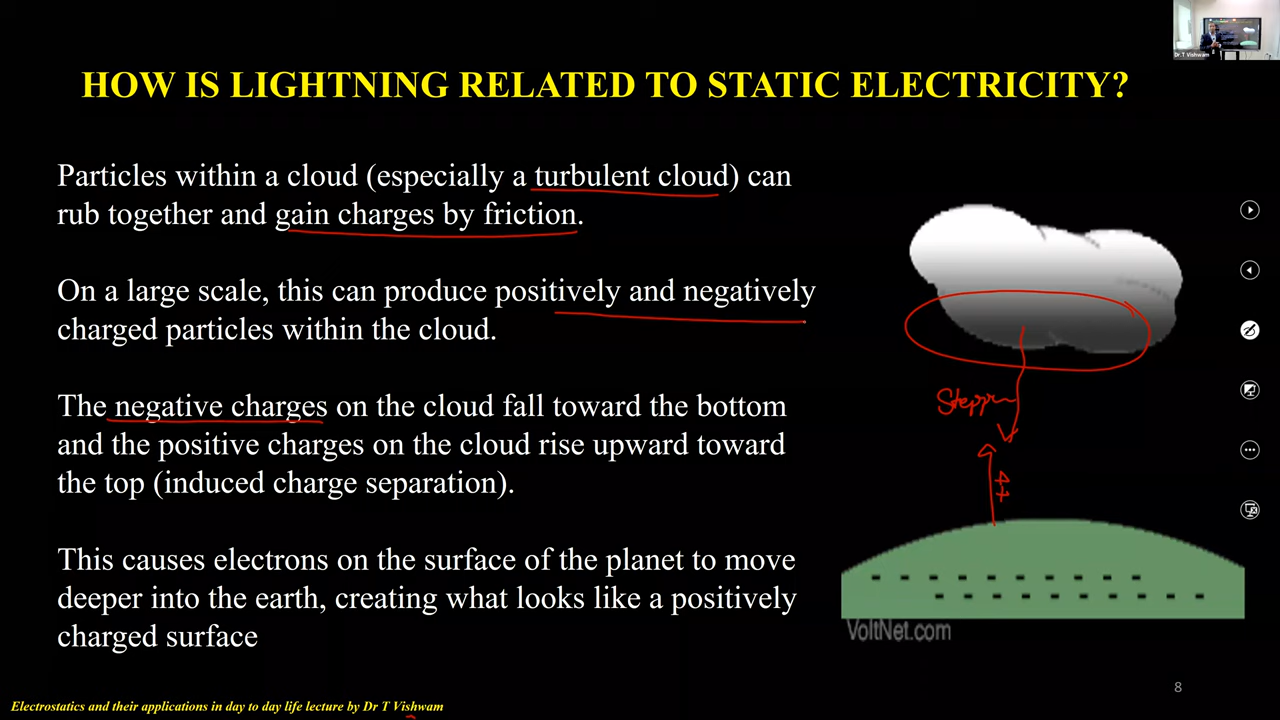 Dr.T Vishwam
HOW IS LIGHTNING RELATED TO STATIC ELECTRICITY?
Particles within a cloud (especially a turbulent cloud) can
rub together and gain charges by friction.
On a large scale, this can produce positively and negatively
charged particles within the cloud.
The negative charges on the cloud fall toward the bottom
and the positive charges on the cloud rise upward toward
the top (induced charge separation).
This causes electrons on the surface of the planet to move
deeper into the earth, creating what looks like a positively
charged surface
VoltNet.com
8
Electrostatics and their applications in day to day life lecture by Dr T Vishwam